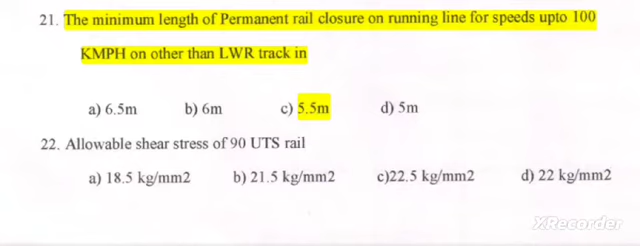 21. The minimum length of Permanent rail closure on running line for speeds upto 100
KMPH on other than LWR track in
a) 6.5m b) 6m c) 5.5m d) 5m
22. Allowable shear stress of 90 UTS rail
a) 18.5 kg/mm2 b) 21.5 kg/mm2 c)22.5 kg/mm2 d) 22 kg/mm2
XRecorder